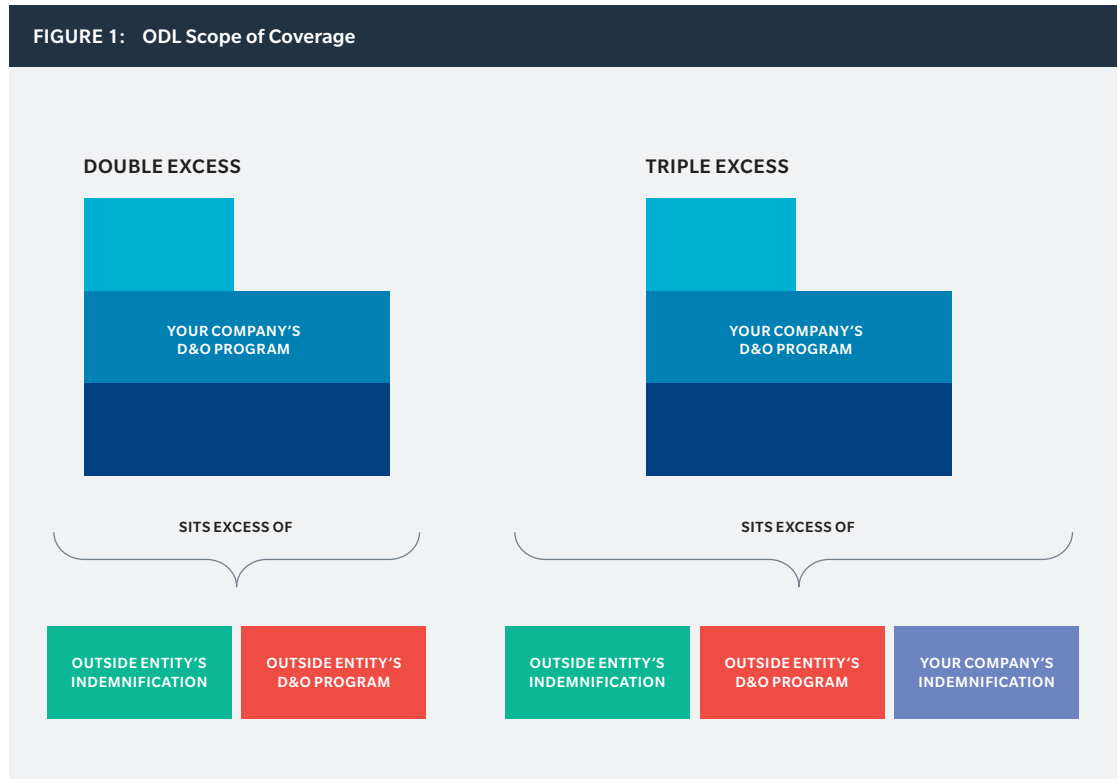 FIGURE 1: ODL Scope of Coverage
DOUBLE EXCESS
YOUR COMPANY’S
D&O PROGRAM
SITS EXCESS OF
OUTSIDE ENTITY’S
INDEMNIFICATION
OUTSIDE ENTITY’S
D&O PROGRAM
TRIPLE EXCESS
YOUR COMPANY’S
D&O PROGRAM
SITS EXCESS OF
OUTSIDE ENTITY’S
INDEMNIFICATION
OUTSIDE ENTITY’S
D&O PROGRAM
YOUR COMPANY’S
INDEMNIFICATION